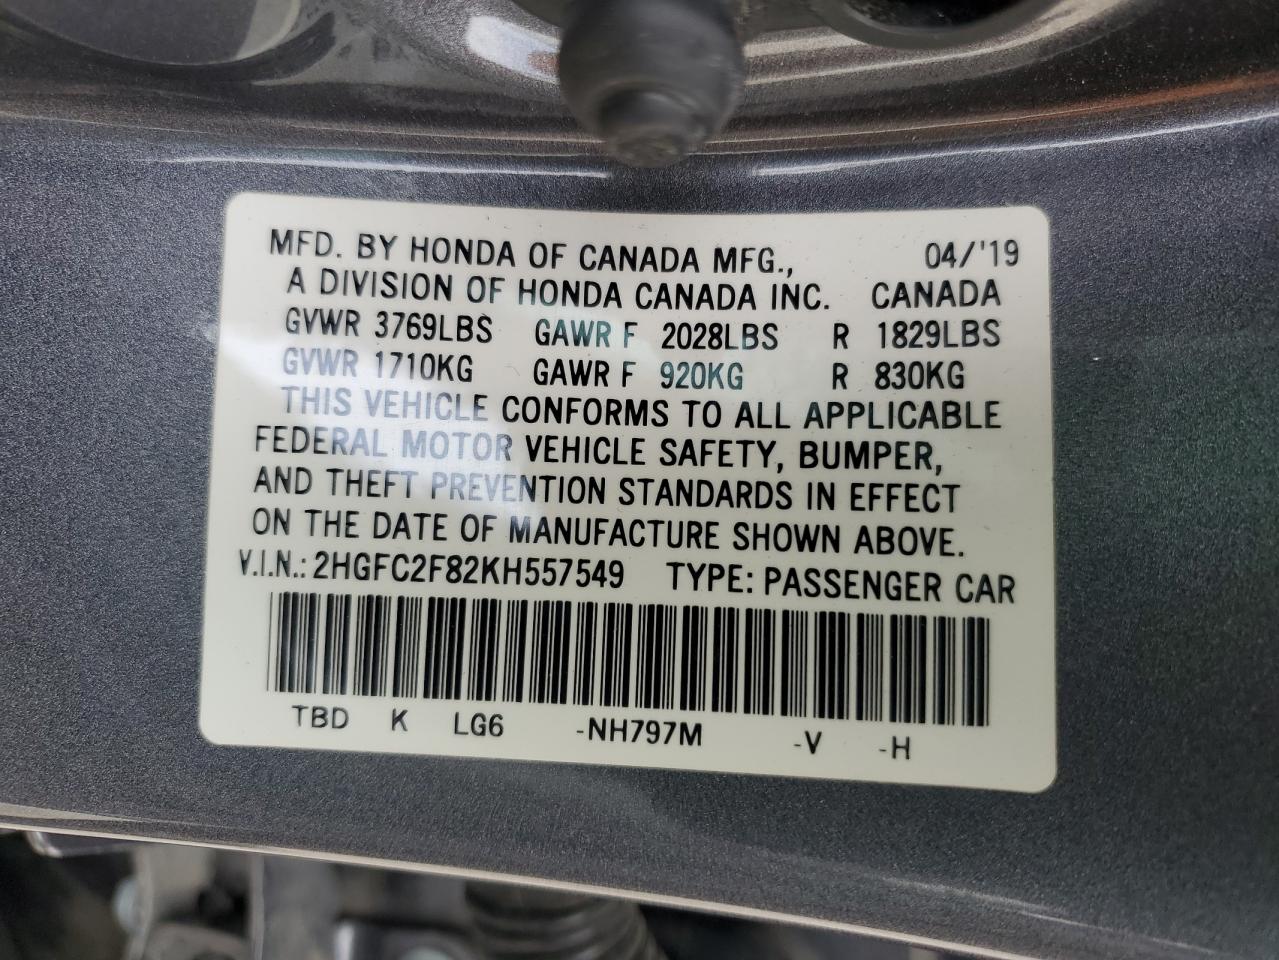 MFD. BY HONDA OF CANADA MFG., 04/'19
A DIVISION OF HONDA CANADA INC. CANADA
GVWR 3769LBS GAWR F 2028LBS R 1829LBS
GVWR 1710KG GAWR F 920KG R 830KG
THIS VEHICLE CONFORMS TO ALL APPLICABLE
FEDERAL MOTOR VEHICLE SAFETY, BUMPER,
AND THEFT PREVENTION STANDARDS IN EFFECT
ON THE DATE OF MANUFACTURE SHOWN ABOVE.
V.I.N.: 2HGFC2F82KH557549 TYPE: PASSENGER CAR
TBD K LG6 -NH797M -V -H